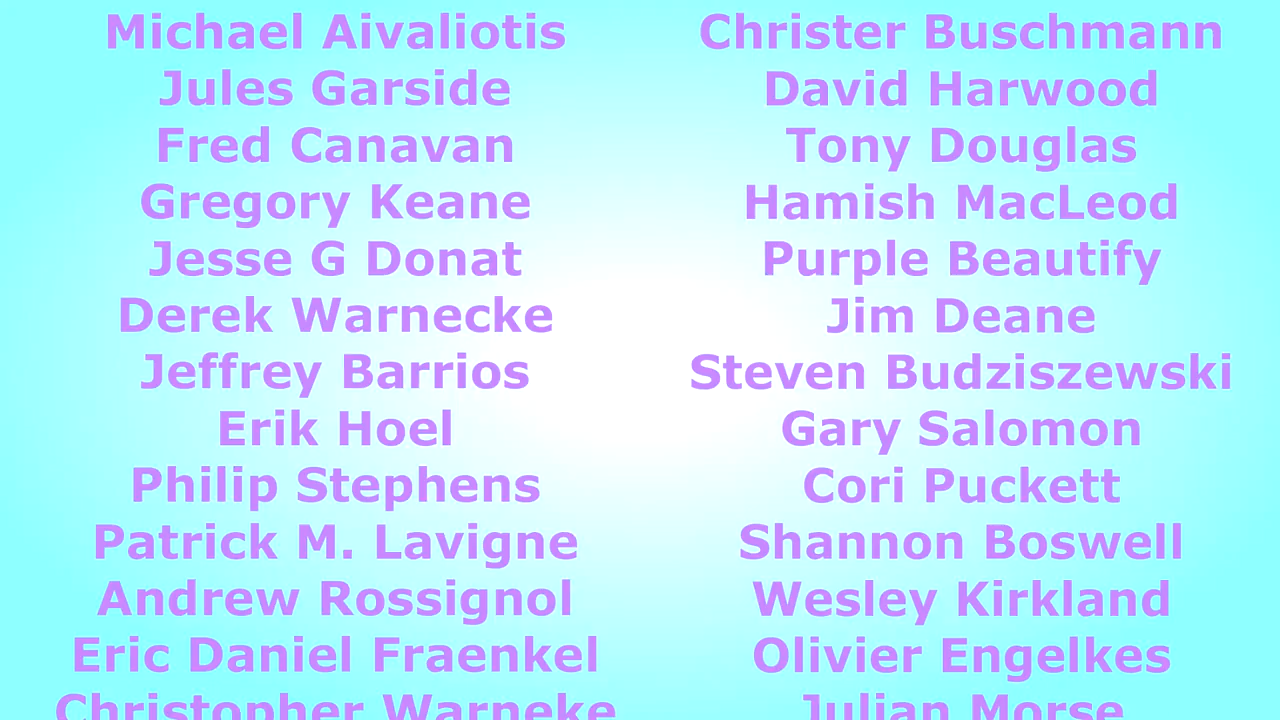 Michael Aivaliotis
Jules Garside
Fred Canavan
Gregory Keane
Jesse G Donat
Derek Warnecke
Jeffrey Barrios
Erik Hoel
Philip Stephens
Patrick M. Lavigne
Andrew Rossignol
Eric Daniel Fraenkel
Christopher Warneke
Christer Buschmann
David Harwood
Tony Douglas
Hamish MacLeod
Purple Beautify
Jim Deane
Steven Budziszewski
Gary Salomon
Cori Puckett
Shannon Boswell
Wesley Kirkland
Olivier Engelkes
Julian Morse